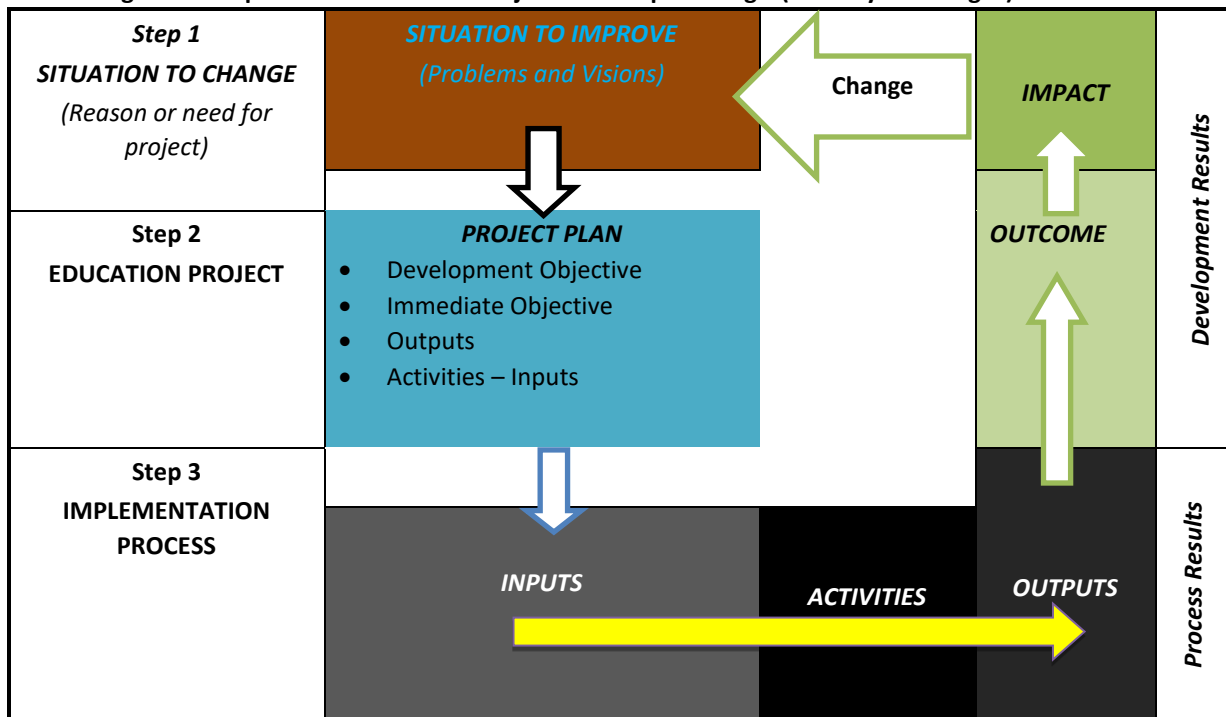 Step 1
SITUATION TO CHANGE
(Reason or need for
project)
SITUATION TO IMPROVE
(Problems and Visions)
Change
IMPACT
Development Results
Step 2
EDUCATION PROJECT
PROJECT PLAN
• Development Objective
• Immediate Objective
• Outputs
• Activities – Inputs
OUTCOME
Step 3
IMPLEMENTATION
PROCESS
INPUTS
ACTIVITIES
OUTPUTS
Process Results